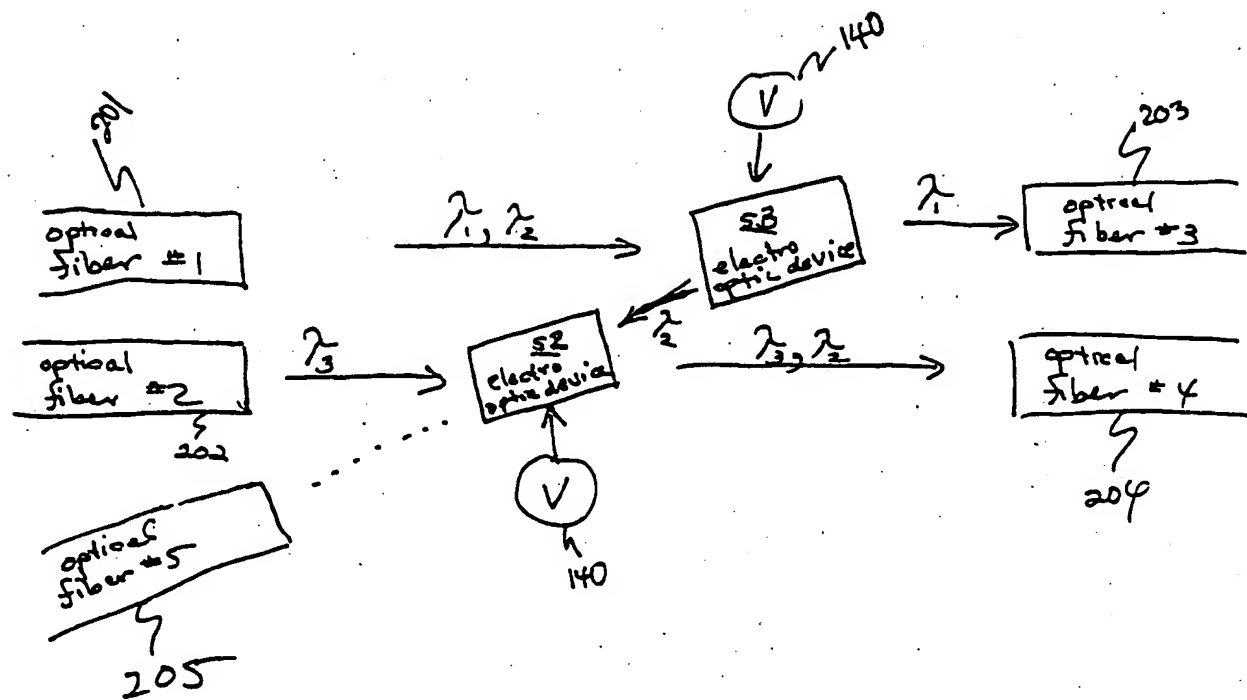 140
V
201
203
optical
fiber #1
λ₁, λ₂
53
electro
optic device
λ₁
optical
fiber #3
λ₂
optical
fiber #2
202
λ₃
52
electro
optic device
λ₃, λ₂
optical
fiber #4
204
V
140
optical
fiber #5
205